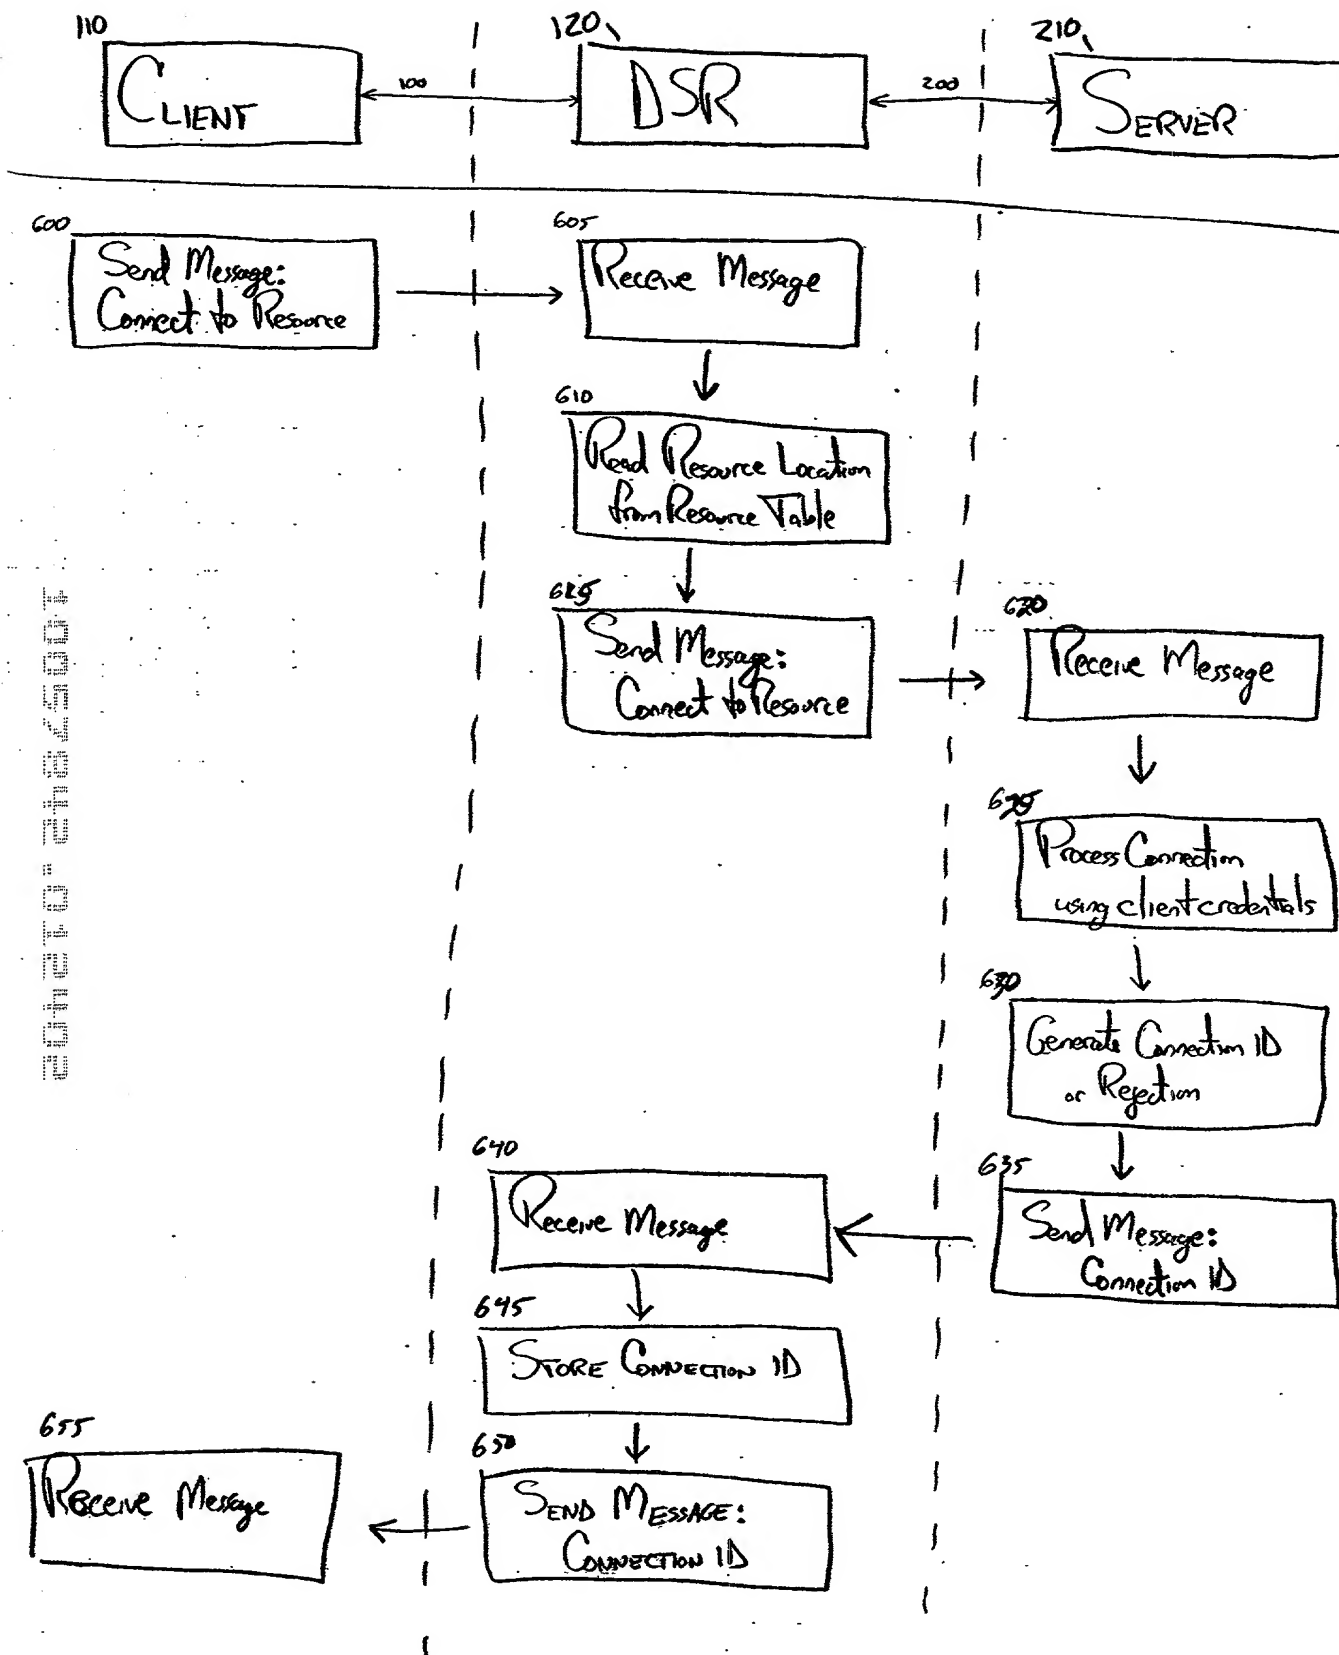 110
CLIENT
100
120
DSR
200
210
SERVER
600
Send Message:
Connect to Resource
605
Receive Message
610
Read Resource Location
from Resource Table
Send Message:
Connect to Resource
620
Receive Message
625
Process Connection
using client credentials
630
Generate Connection ID
or Rejection
635
Send Message:
Connection ID
640
Receive Message
645
STORE CONNECTION ID
650
SEND MESSAGE:
CONNECTION ID
655
Receive Message